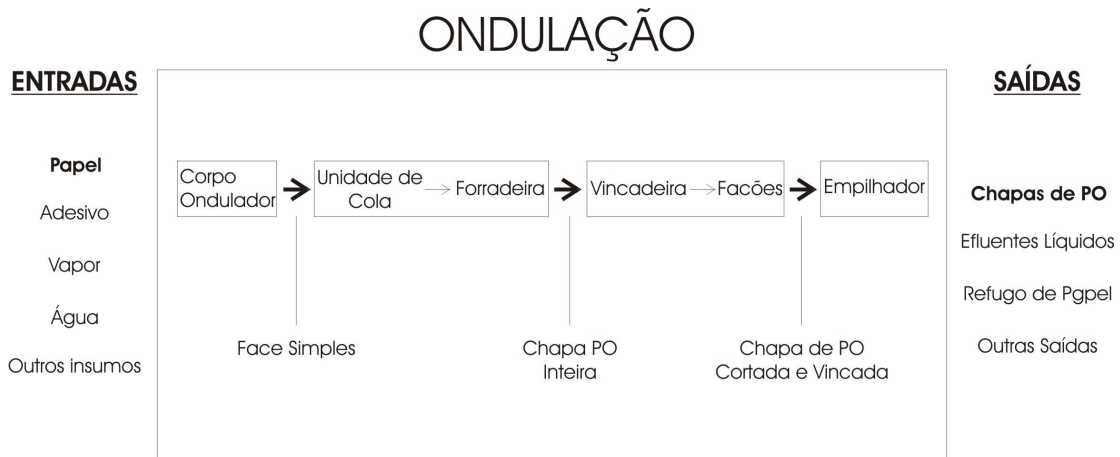 ONDULAÇÃO
ENTRADAS
Papel
Adesivo
Vapor
Água
Outros insumos
Corpo
Ondulador
Unidade de
Cola
Forradeira
Vincadeira
Facões
Empilhador
Face Simples
Chapa PO
Inteira
Chapa de PO
Cortada e Vincada
SAÍDAS
Chapas de PO
Efluentes Líquidos
Refugo de Pgpel
Outras Saídas